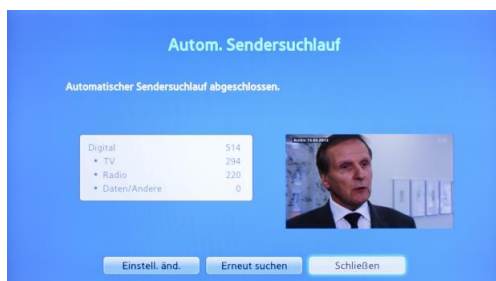 Autom. Sendersuchlauf
Automatischer Sendersuchlauf abgeschlossen.
Digital 514
• TV 294
• Radio 220
• Daten/Andere 0
Einstell. änd. Erneut suchen Schließen